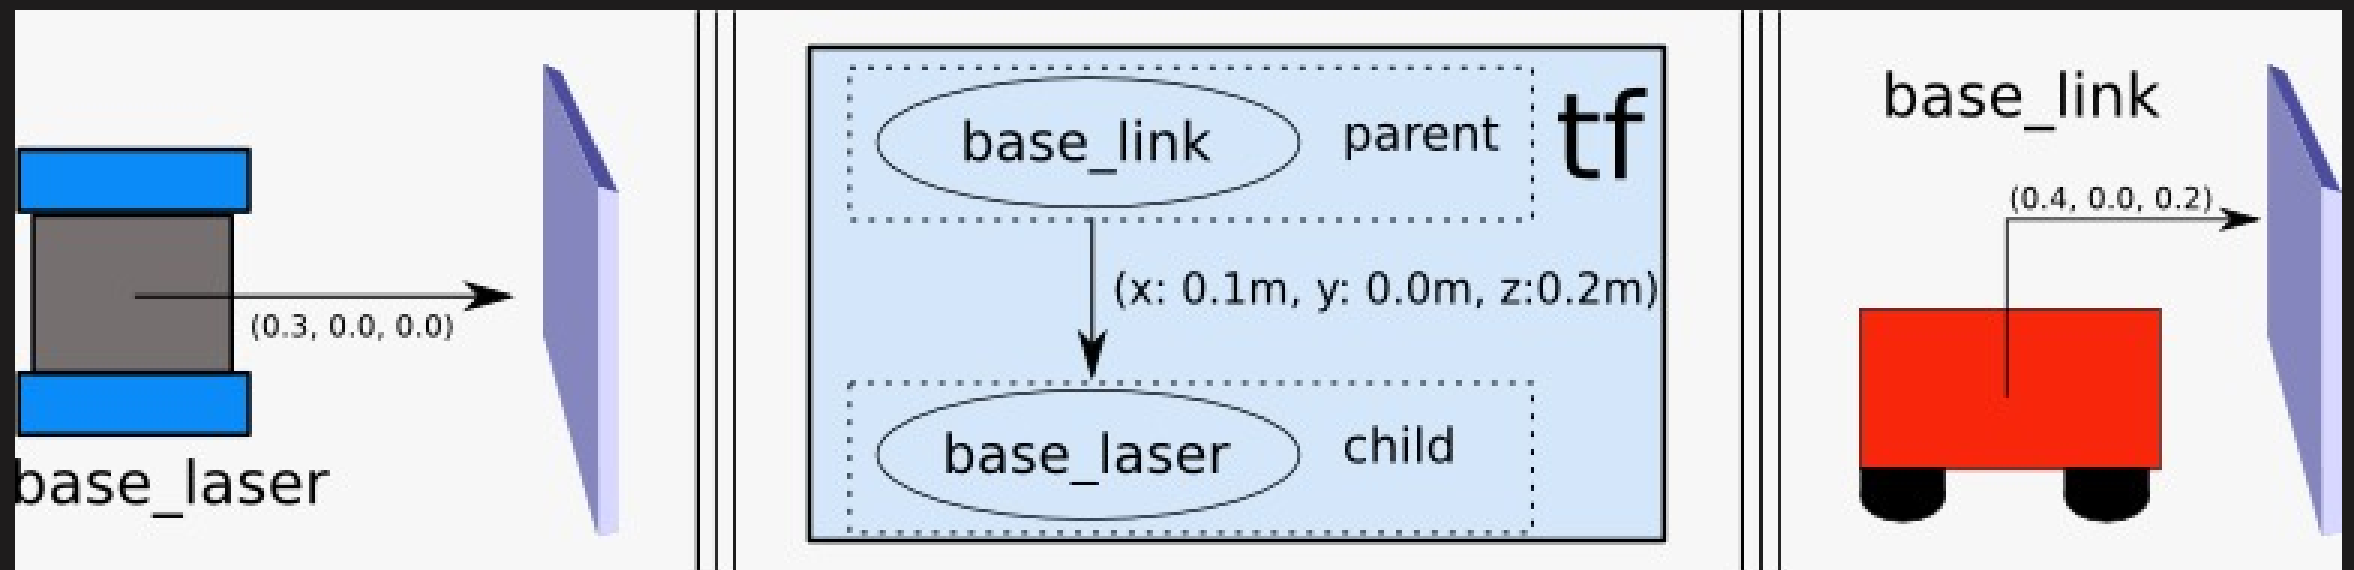 (0.3, 0.0, 0.0)
base_laser
base_link
parent
tf
(x: 0.1m, y: 0.0m, z:0.2m)
base_laser
child
base_link
(0.4, 0.0, 0.2)